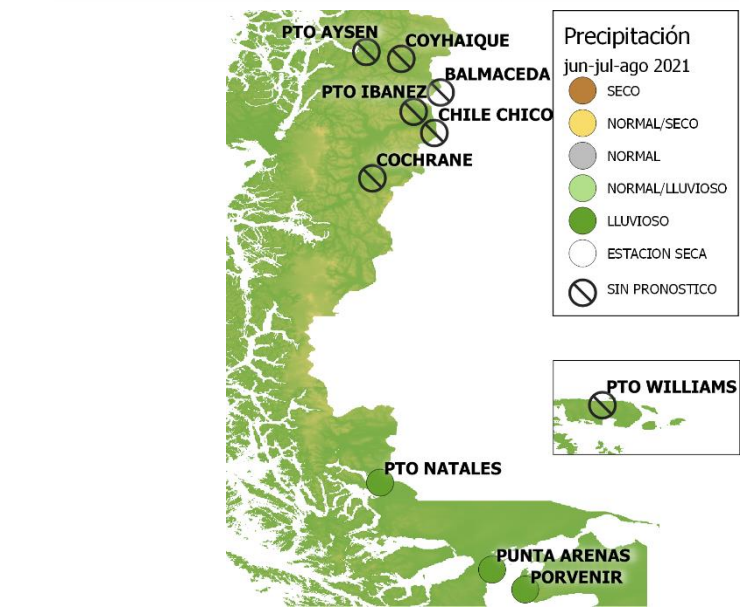 PTO AYSEN
COYHAIQUE
BALMACEDA
PTO IBANEZ
CHILE CHICO
COCHRANE
PTO NATALES
PUNTA ARENAS
PORVENIR
Precipitación
jun-jul-ago 2021
SECO
NORMAL/SECO
NORMAL
NORMAL/LLUVIOSO
LLUVIOSO
ESTACION SECA
SIN PRONOSTICO
PTO WILLIAMS